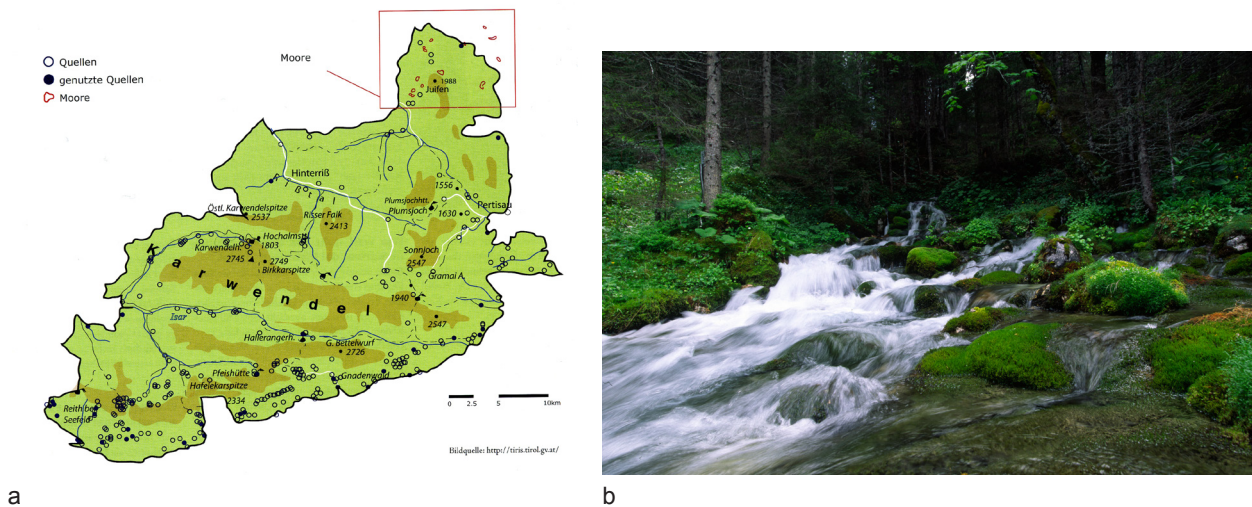 Quellen
genutzte Quellen
Moore
Moore
1988
Juifen
Hinterriß
1556
Plumsjochhtl.
Plumsjoch
Pertisau
1630
Östl. Karwendelspitze
2537
Risser Falk
2413
Hochalmstl.
Karwendelh.
1803
2745
2749
Birkkarspitze
Sonnjoch
2547
Gramai A.
1940
Karwendel
2547
Isar
Hallerangerh.
G. Bettelwurf
2726
Pfeishütte
Gnadenwald
Hafelekarspitze
2334
Reith bei
Seefeld
0 2.5 5 10km
Bildquelle: http://tiris.tirol.gv.at/
a
b